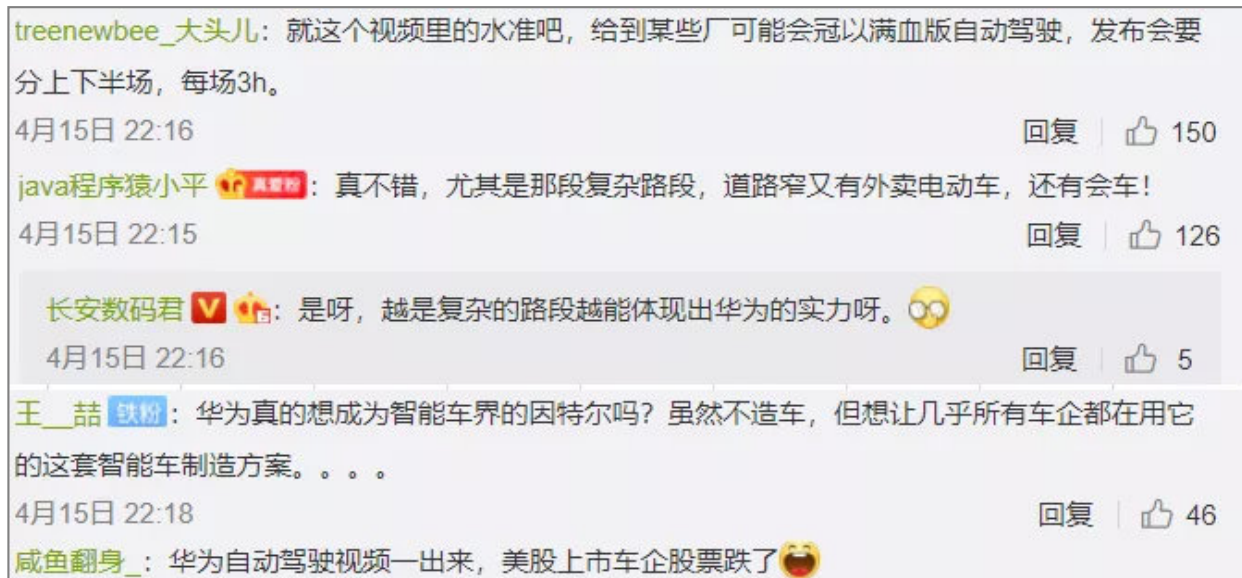 treenewbee_大头儿：就这个视频里的水准吧，给到某些厂可能会冠以满血版自动驾驶，发布会要
分上下半场，每场3h。
4月15日 22:16 回复 150
java程序猿小平 真爱粉：真不错，尤其是那段复杂路段，道路窄又有外卖电动车，还有会车！
4月15日 22:15 回复 126
长安数码君 V：是呀，越是复杂的路段越能体现出华为的实力呀。
4月15日 22:16 回复 5
王__喆 铁粉：华为真的想成为智能车界的因特尔吗？虽然不造车，但想让几乎所有车企都在用它
的这套智能车制造方案。。。。
4月15日 22:18 回复 46
咸鱼翻身_：华为自动驾驶视频一出来，美股上市车企股票跌了